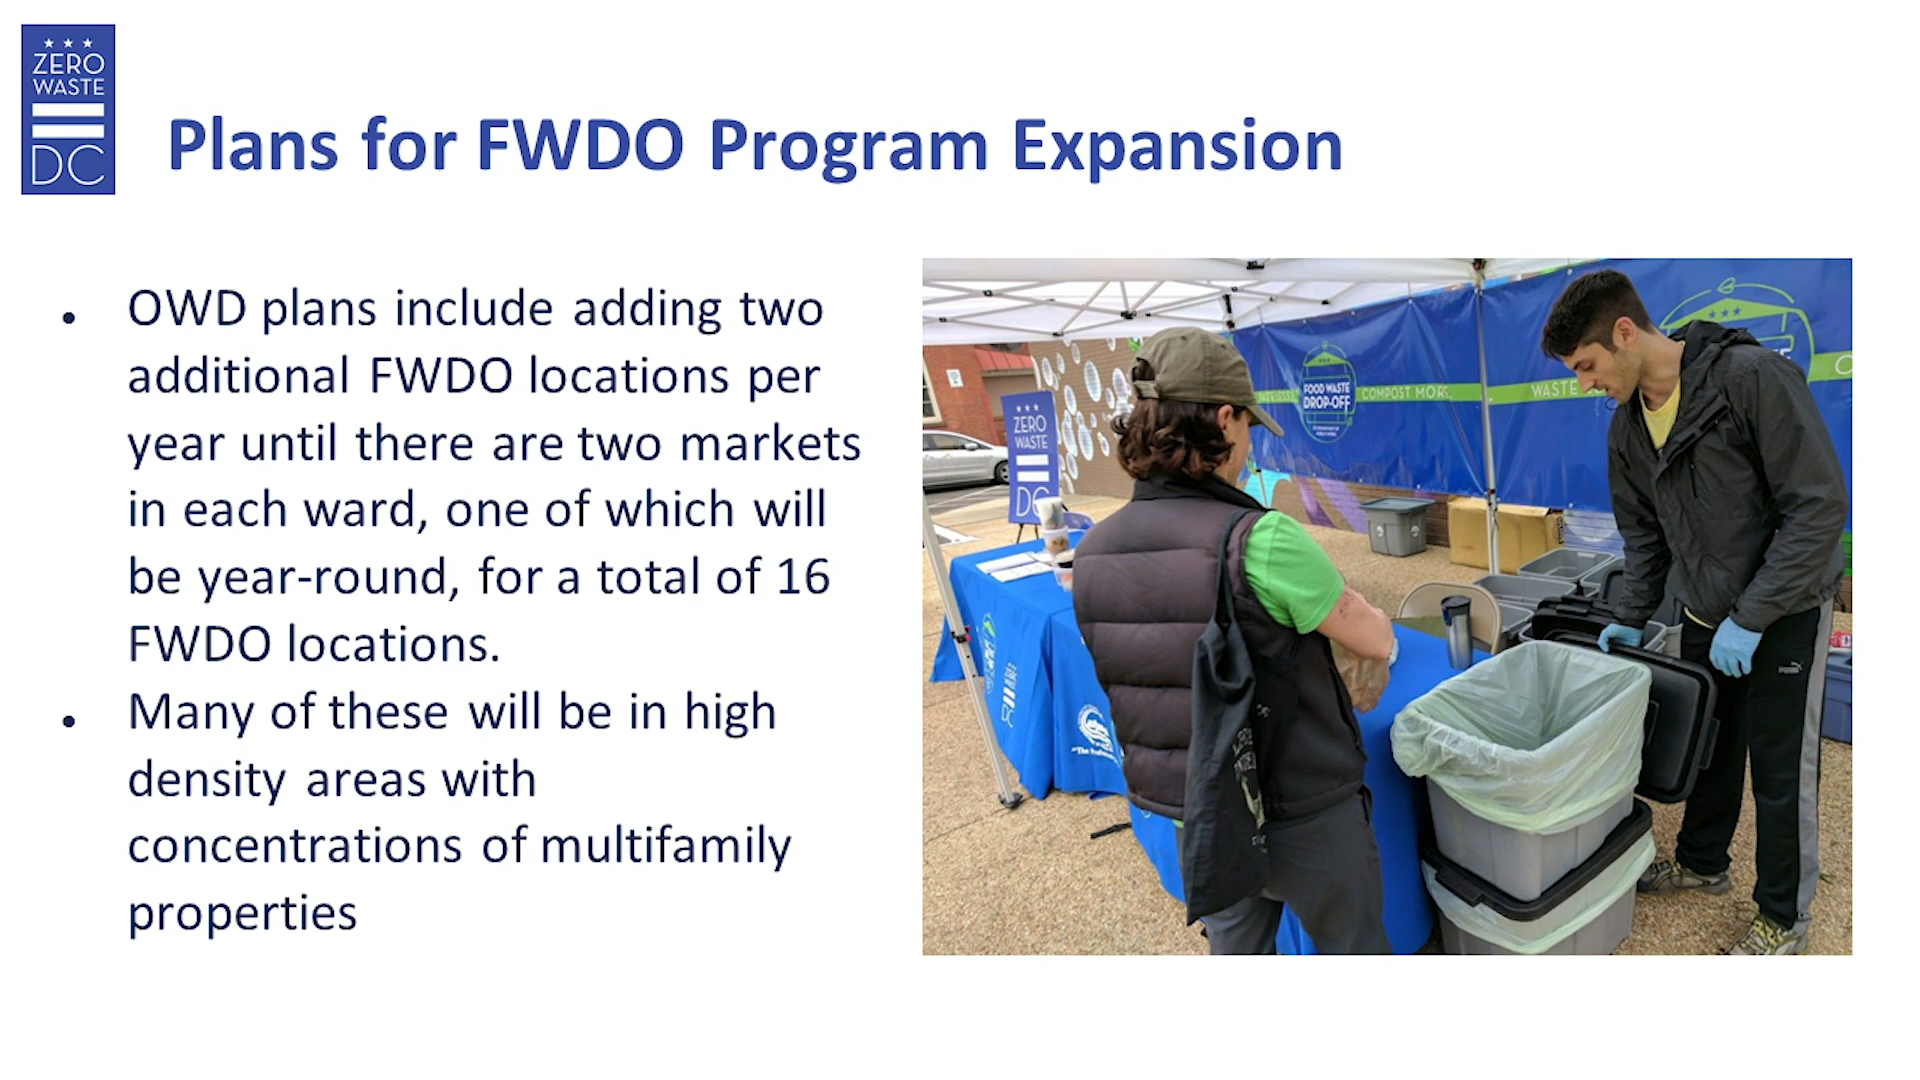 ZERO
WASTE
DC
Plans for FWDO Program Expansion
OWD plans include adding two
additional FWDO locations per
year until there are two markets
in each ward, one of which will
be year-round, for a total of 16
FWDO locations.
Many of these will be in high
density areas with
concentrations of multifamily
properties
FOOD WASTE
DROP-OFF
COMPOST MORE
WASTE
ZERO
WASTE
DC
PUMA